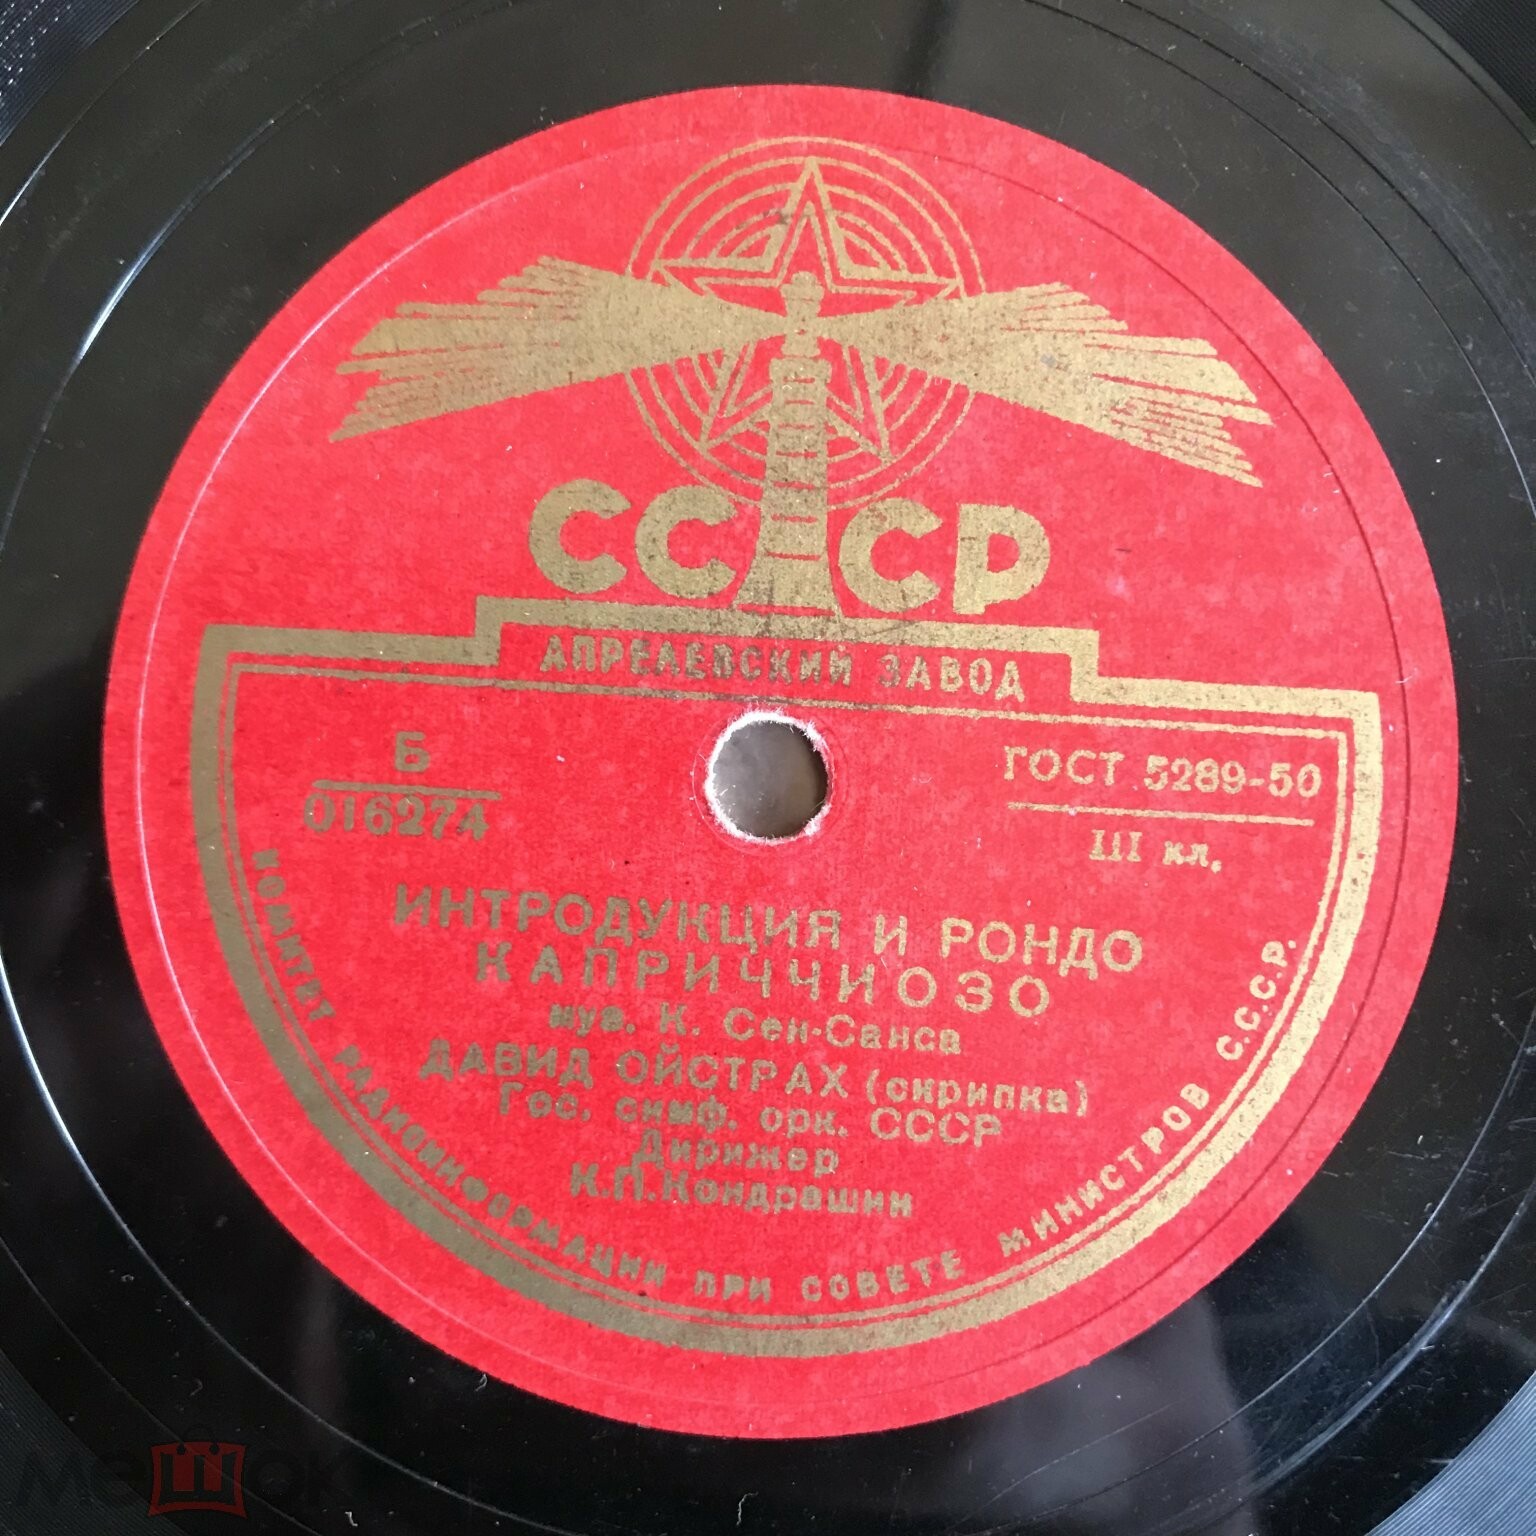 СССР
АПРЕЛЕВСКИЙ ЗАВОД
Б
016274
ГОСТ 5289-50
III кл.
ИНТРОДУКЦИЯ И РОНДО
КАПРИЧЧИОЗО
муз. К. Сен-Санса
ДАВИД ОЙСТРАХ (скрипка)
Гос. симф. орк. СССР
Дирижер
К.П.Кондрашин
КОМИТЕТ РАДИОИНФОРМАЦИИ ПРИ СОВЕТЕ МИНИСТРОВ С.С.С.Р.
мешок